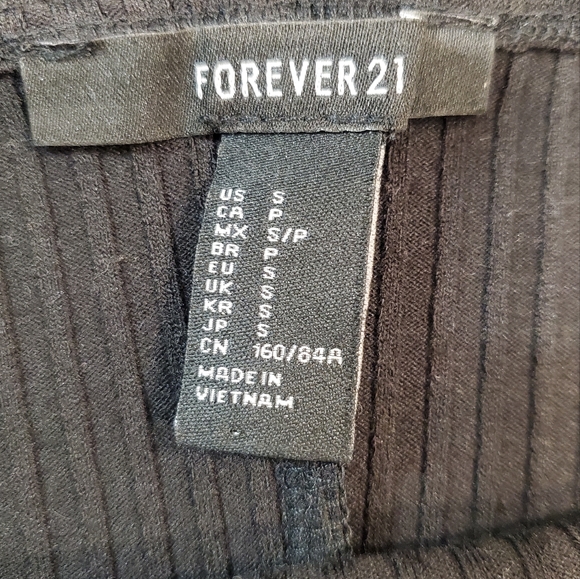 FOREVER 21
US S
CA P
MX S/P
BR P
EU S
UK S
KR S
JP S
CN 160/84A
MADE IN
VIETNAM